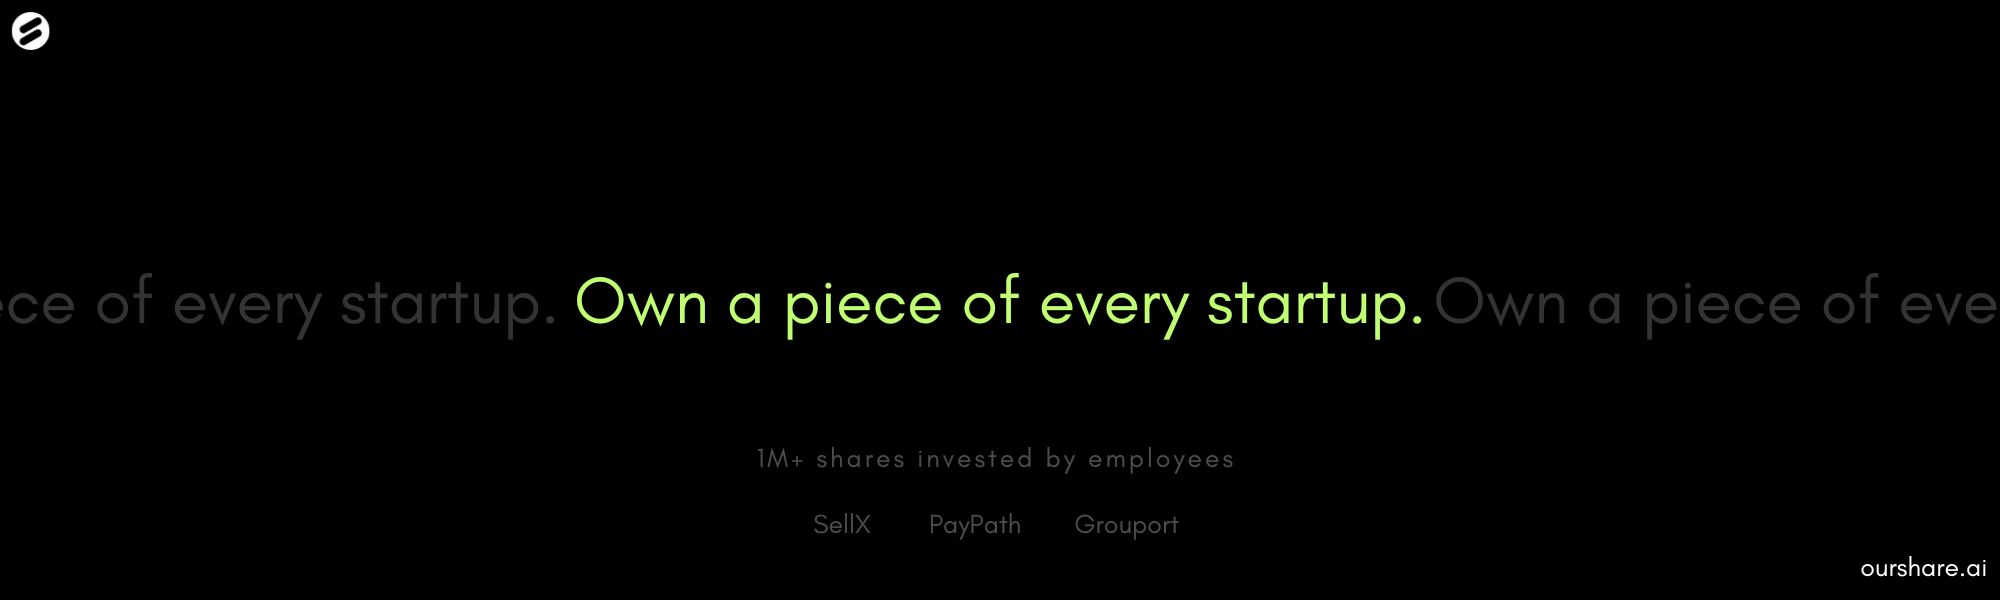 ece of every startup. Own a piece of every startup. Own a piece of eve
1M+ shares invested by employees
SellX PayPath Grouport
ourshare.ai